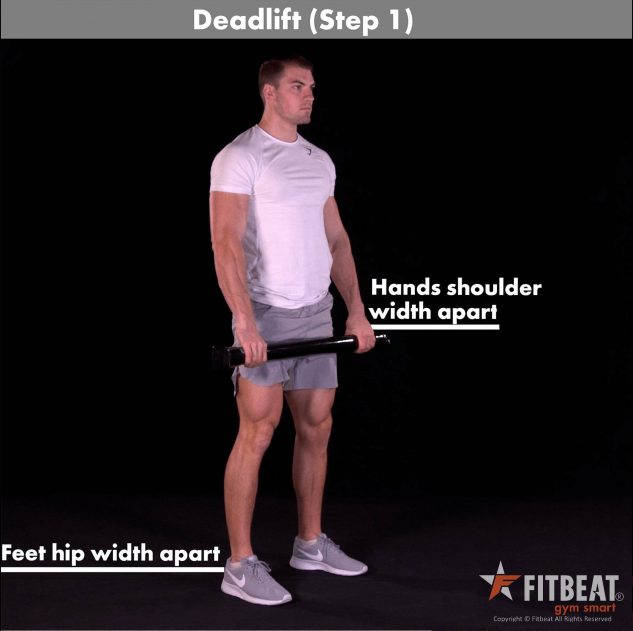 Deadlift (Step 1)
Hands shoulder
width apart
Feet hip width apart
FITBEAT®
gym smart
Copyright © Fitbeat All Rights Reserved